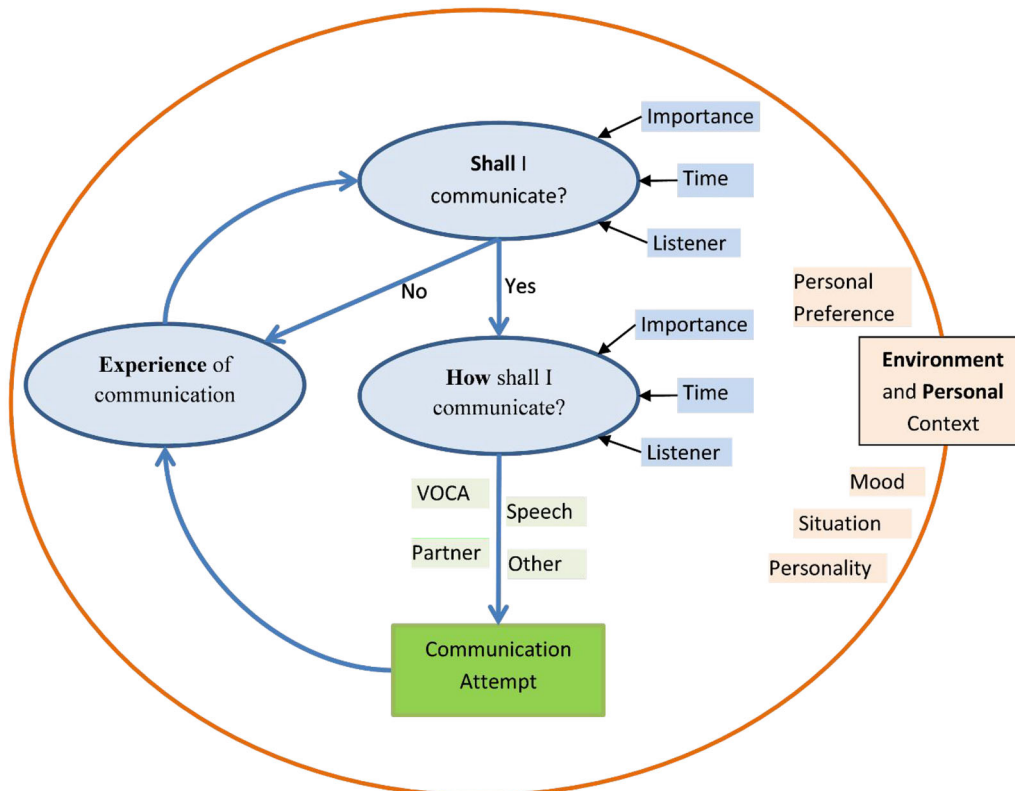 Importance
Shall I
communicate?
Time
Listener
No
Yes
Personal
Preference
Importance
Experience of
communication
How shall I
communicate?
Time
Listener
Environment
and Personal
Context
VOCA
Speech
Partner
Other
Mood
Situation
Personality
Communication
Attempt